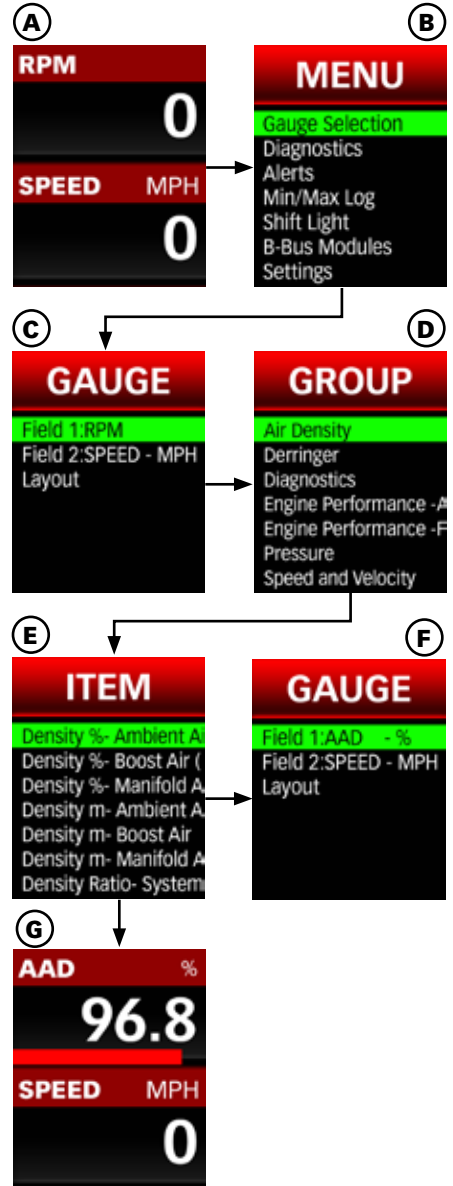 A
RPM
0
SPEED MPH
0
B
MENU
Gauge Selection
Diagnostics
Alerts
Min/Max Log
Shift Light
B-Bus Modules
Settings
C
GAUGE
Field 1:RPM
Field 2:SPEED - MPH
Layout
D
GROUP
Air Density
Derringer
Diagnostics
Engine Performance -A
Engine Performance -F
Pressure
Speed and Velocity
E
ITEM
Density %- Ambient Ai
Density %- Boost Air (
Density %- Manifold A
Density m- Ambient A
Density m- Boost Air
Density m- Manifold A
Density Ratio- System
F
GAUGE
Field 1:AAD - %
Field 2:SPEED - MPH
Layout
G
AAD %
96.8
SPEED MPH
0